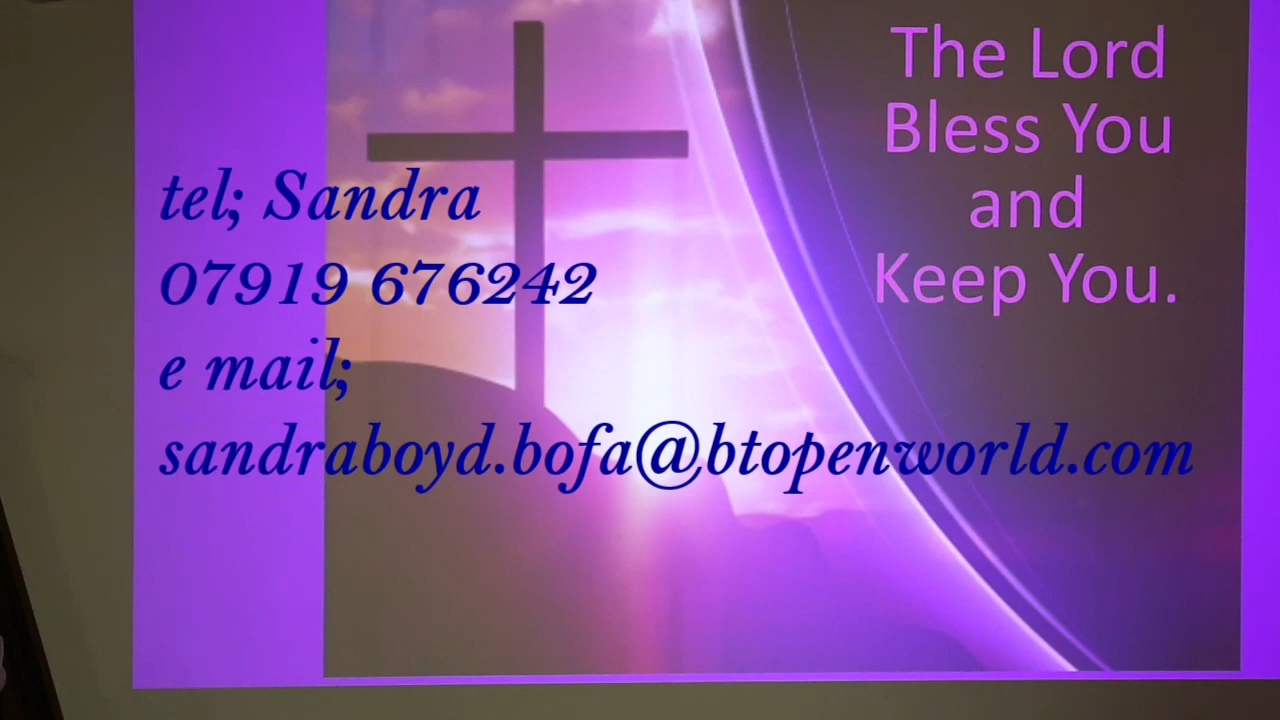 The Lord
Bless You
and
Keep You.
tel; Sandra
07919 676242
e mail;
sandraboyd.bofa@btopenworld.com